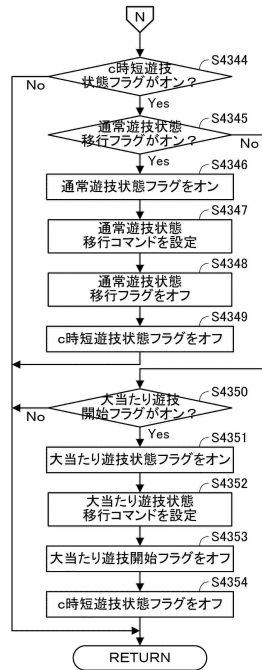 N
S4344
c時短遊技
状態フラグがオン?
No
Yes
S4345
通常遊技状態
移行フラグがオン?
No
Yes
S4346
通常遊技状態フラグをオン
S4347
通常遊技状態
移行コマンドを設定
S4348
通常遊技状態
移行フラグをオフ
S4349
c時短遊技状態フラグをオフ
S4350
大当たり遊技
開始フラグがオン?
No
Yes
S4351
大当たり遊技状態フラグをオン
S4352
大当たり遊技状態
移行コマンドを設定
S4353
大当たり遊技開始フラグをオフ
S4354
c時短遊技状態フラグをオフ
RETURN